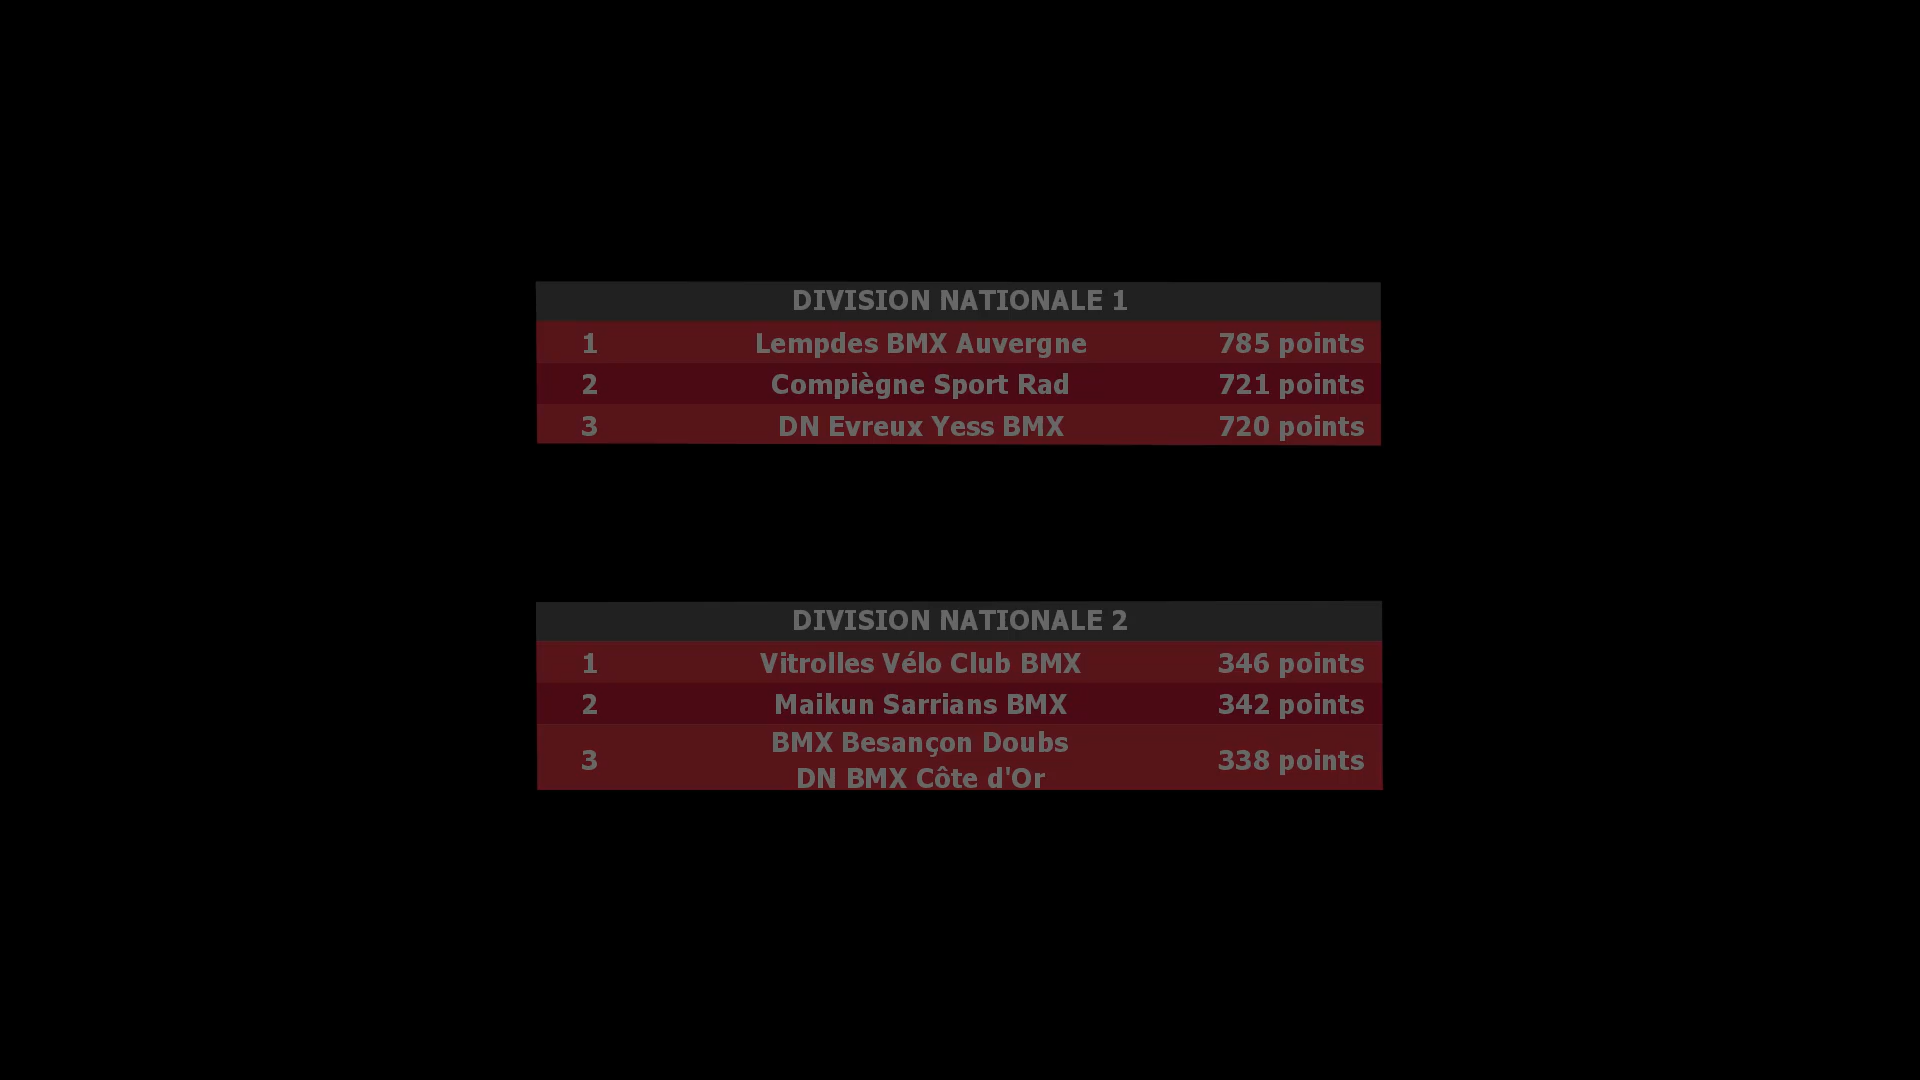 DIVISION NATIONALE 1
1 Lempdes BMX Auvergne 785 points
2 Compiègne Sport Rad 721 points
3 DN Evreux Yess BMX 720 points
DIVISION NATIONALE 2
1 Vitrolles Vélo Club BMX 346 points
2 Maikun Sarrians BMX 342 points
BMX Besançon Doubs
3 338 points
DN BMX Côte d'Or